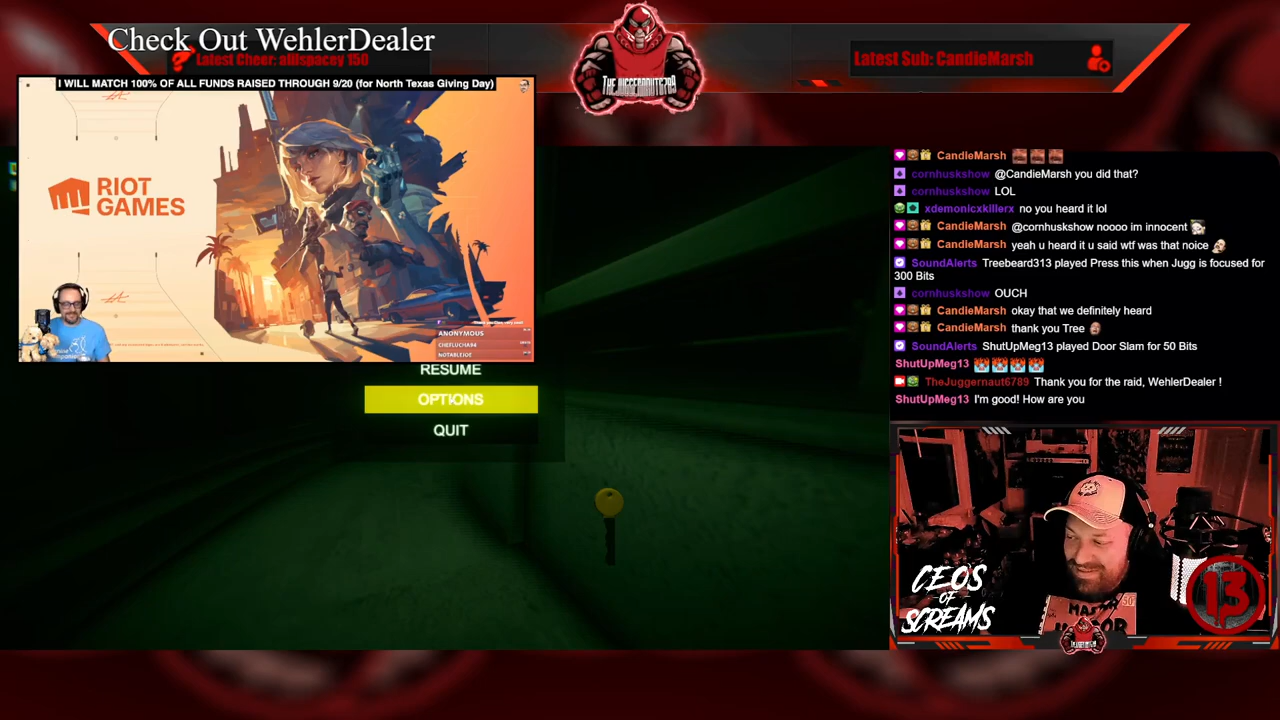 Check Out WehlerDealer
Latest Cheer: allispacey 150
THEJUGGERNAUT6789
Latest Sub: CandieMarsh
I WILL MATCH 100% OF ALL FUNDS RAISED THROUGH 9/20 (for North Texas Giving Day)
RIOT
GAMES
ANONYMOUS
CHEFLUCHA86
NOTABLEJOE
RESUME
OPTIONS
QUIT
CandieMarsh
cornhuskshow @CandieMarsh you did that?
cornhuskshow LOL
xdemonicxkillerx no you heard it lol
CandieMarsh @cornhuskshow noooo im innocent
CandieMarsh yeah u heard it u said wtf was that noice
SoundAlerts Treebeard313 played Press this when Jugg is focused for
300 Bits
cornhuskshow OUCH
CandieMarsh okay that we definitely heard
CandieMarsh thank you Tree
SoundAlerts ShutUpMeg13 played Door Slam for 50 Bits
ShutUpMeg13
TheJuggernaut6789 Thank you for the raid, WehlerDealer !
ShutUpMeg13 I'm good! How are you
CEOS
OF
SCREAMS
13